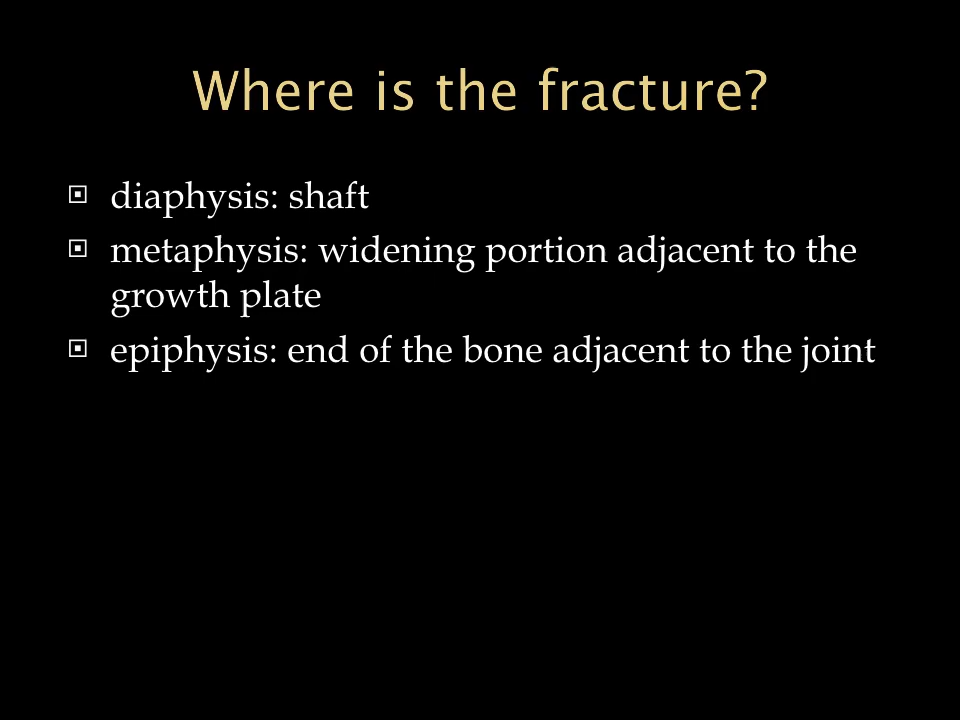 Where is the fracture?
diaphysis: shaft
metaphysis: widening portion adjacent to the
growth plate
epiphysis: end of the bone adjacent to the joint